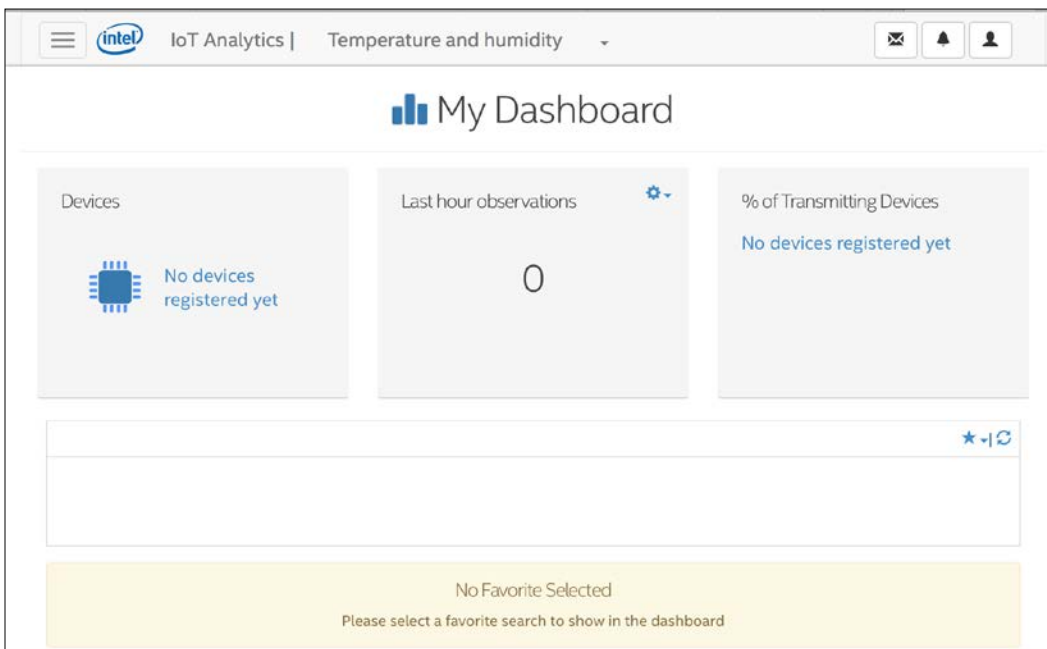 intel IoT Analytics | Temperature and humidity
My Dashboard
Devices
No devices
registered yet
Last hour observations
0
% of Transmitting Devices
No devices registered yet
No Favorite Selected
Please select a favorite search to show in the dashboard